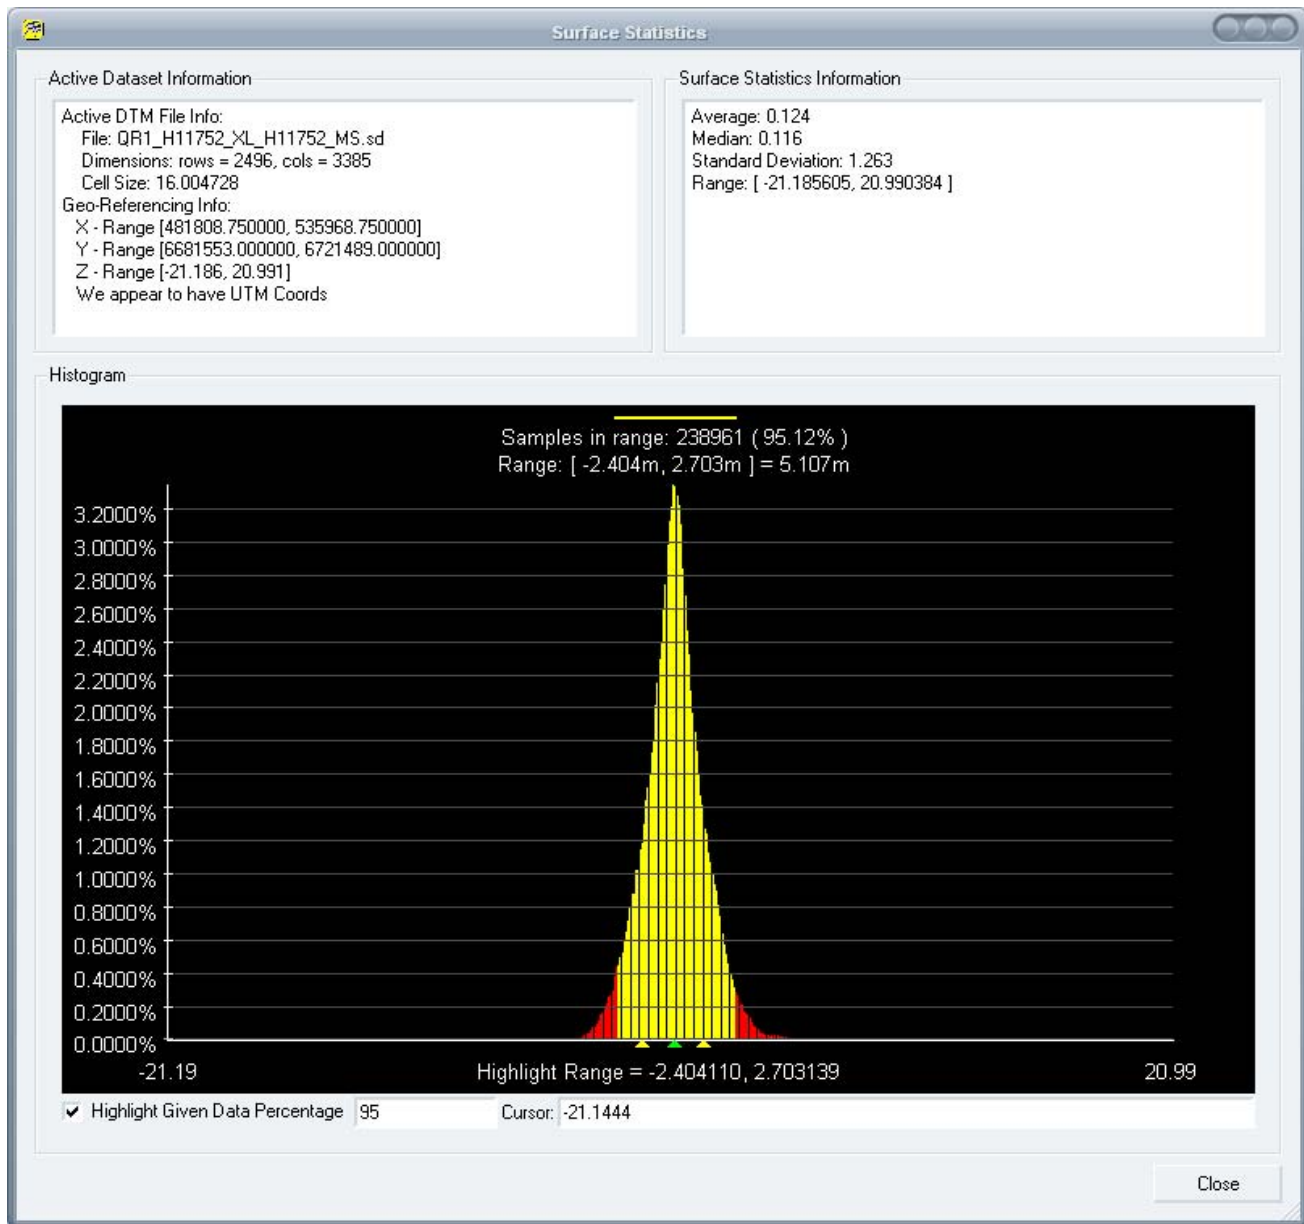 Surface Statistics
Active Dataset Information
Active DTM File Info:
File: QR1_H11752_XL_H11752_MS.sd
Dimensions: rows = 2496, cols = 3385
Cell Size: 16.004728
Geo-Referencing Info:
X - Range [481808.750000, 535968.750000]
Y - Range [6681553.000000, 6721489.000000]
Z - Range [-21.186, 20.991]
We appear to have UTM Coords
Surface Statistics Information
Average: 0.124
Median: 0.116
Standard Deviation: 1.263
Range: [ -21.185605, 20.990384 ]
Histogram
Samples in range: 238961 ( 95.12% )
Range: [ -2.404m, 2.703m ] = 5.107m
3.2000%
3.0000%
2.8000%
2.6000%
2.4000%
2.2000%
2.0000%
1.8000%
1.6000%
1.4000%
1.2000%
1.0000%
0.8000%
0.6000%
0.4000%
0.2000%
0.0000%
-21.19 Highlight Range = -2.404110, 2.703139 20.99
Highlight Given Data Percentage 95 Cursor: -21.1444
Close